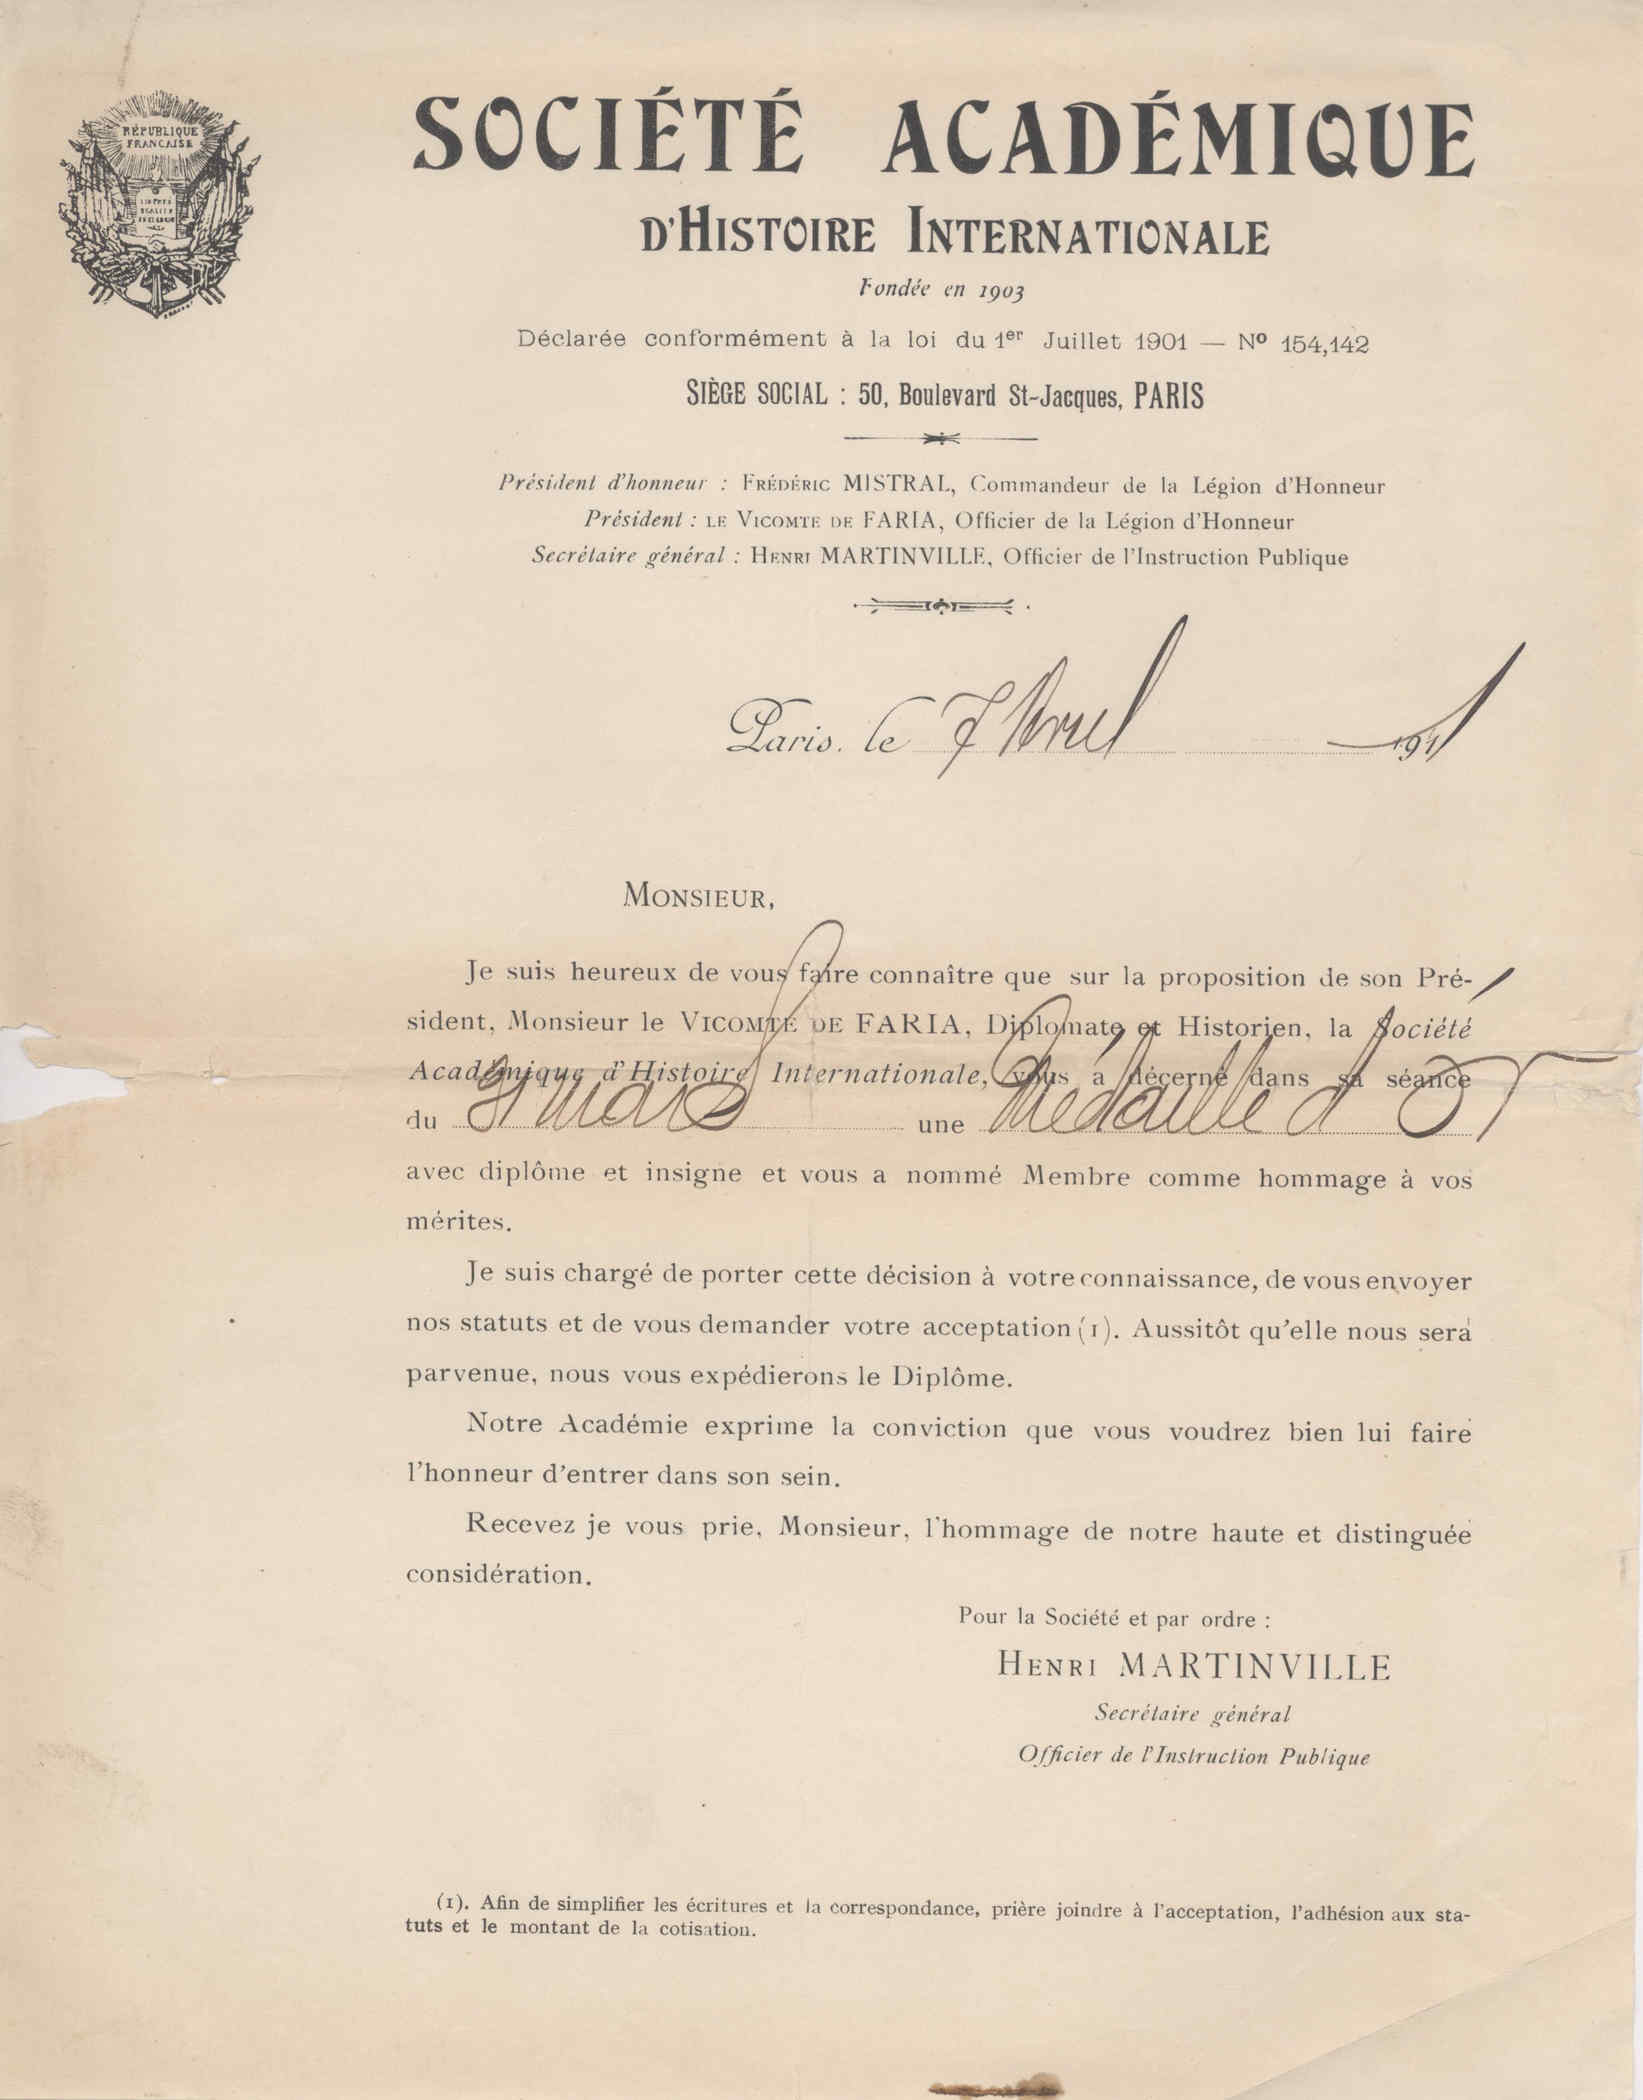 RÉPUBLIQUE
FRANCAISE
SOCIÉTÉ ACADÉMIQUE
D'HISTOIRE INTERNATIONALE
Fondée en 1903
Déclarée conformément à la loi du 1er Juillet 1901 — No 154,142
SIÈGE SOCIAL : 50, Boulevard St-Jacques, PARIS
Président d'honneur : FRÉDÉRIC MISTRAL, Commandeur de la Légion d'Honneur
Président : LE VICOMTE DE FARIA, Officier de la Légion d'Honneur
Secrétaire général : HENRI MARTINVILLE, Officier de l'Instruction Publique
Paris, le 7 Avril 1911
MONSIEUR,
Je suis heureux de vous faire connaître que sur la proposition de son Pré-
sident, Monsieur le VICOMTE DE FARIA, Diplomate et Historien, la Société
Académique d'Histoire Internationale, vous a décerné dans sa séance
du 31 Mars une Médaille d'Or
avec diplôme et insigne et vous a nommé Membre comme hommage à vos
mérites.
Je suis chargé de porter cette décision à votre connaissance, de vous envoyer
nos statuts et de vous demander votre acceptation (1). Aussitôt qu'elle nous sera
parvenue, nous vous expédierons le Diplôme.
Notre Académie exprime la conviction que vous voudrez bien lui faire
l'honneur d'entrer dans son sein.
Recevez je vous prie, Monsieur, l'hommage de notre haute et distinguée
considération.
Pour la Société et par ordre :
HENRI MARTINVILLE
Secrétaire général
Officier de l'Instruction Publique
(1). Afin de simplifier les écritures et la correspondance, prière joindre à l'acceptation, l'adhésion aux sta-
tuts et le montant de la cotisation.